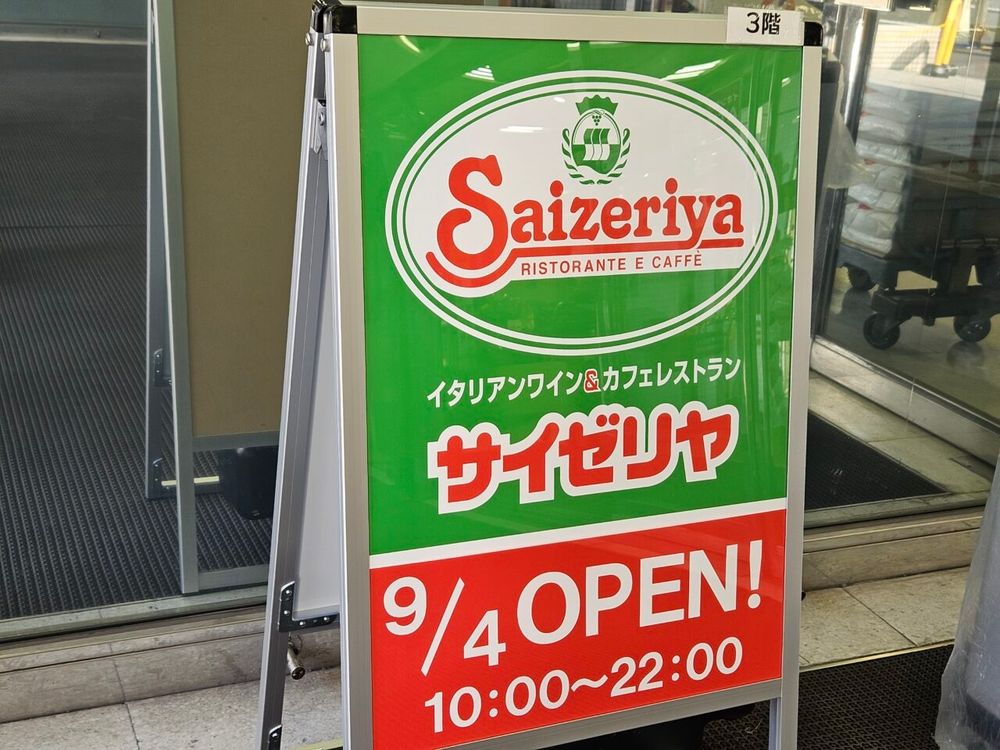 3階
Saizeriya
RISTORANTE E CAFFÈ
イタリアンワイン&カフェレストラン
サイゼリヤ
9/4 OPEN!
10:00～22:00